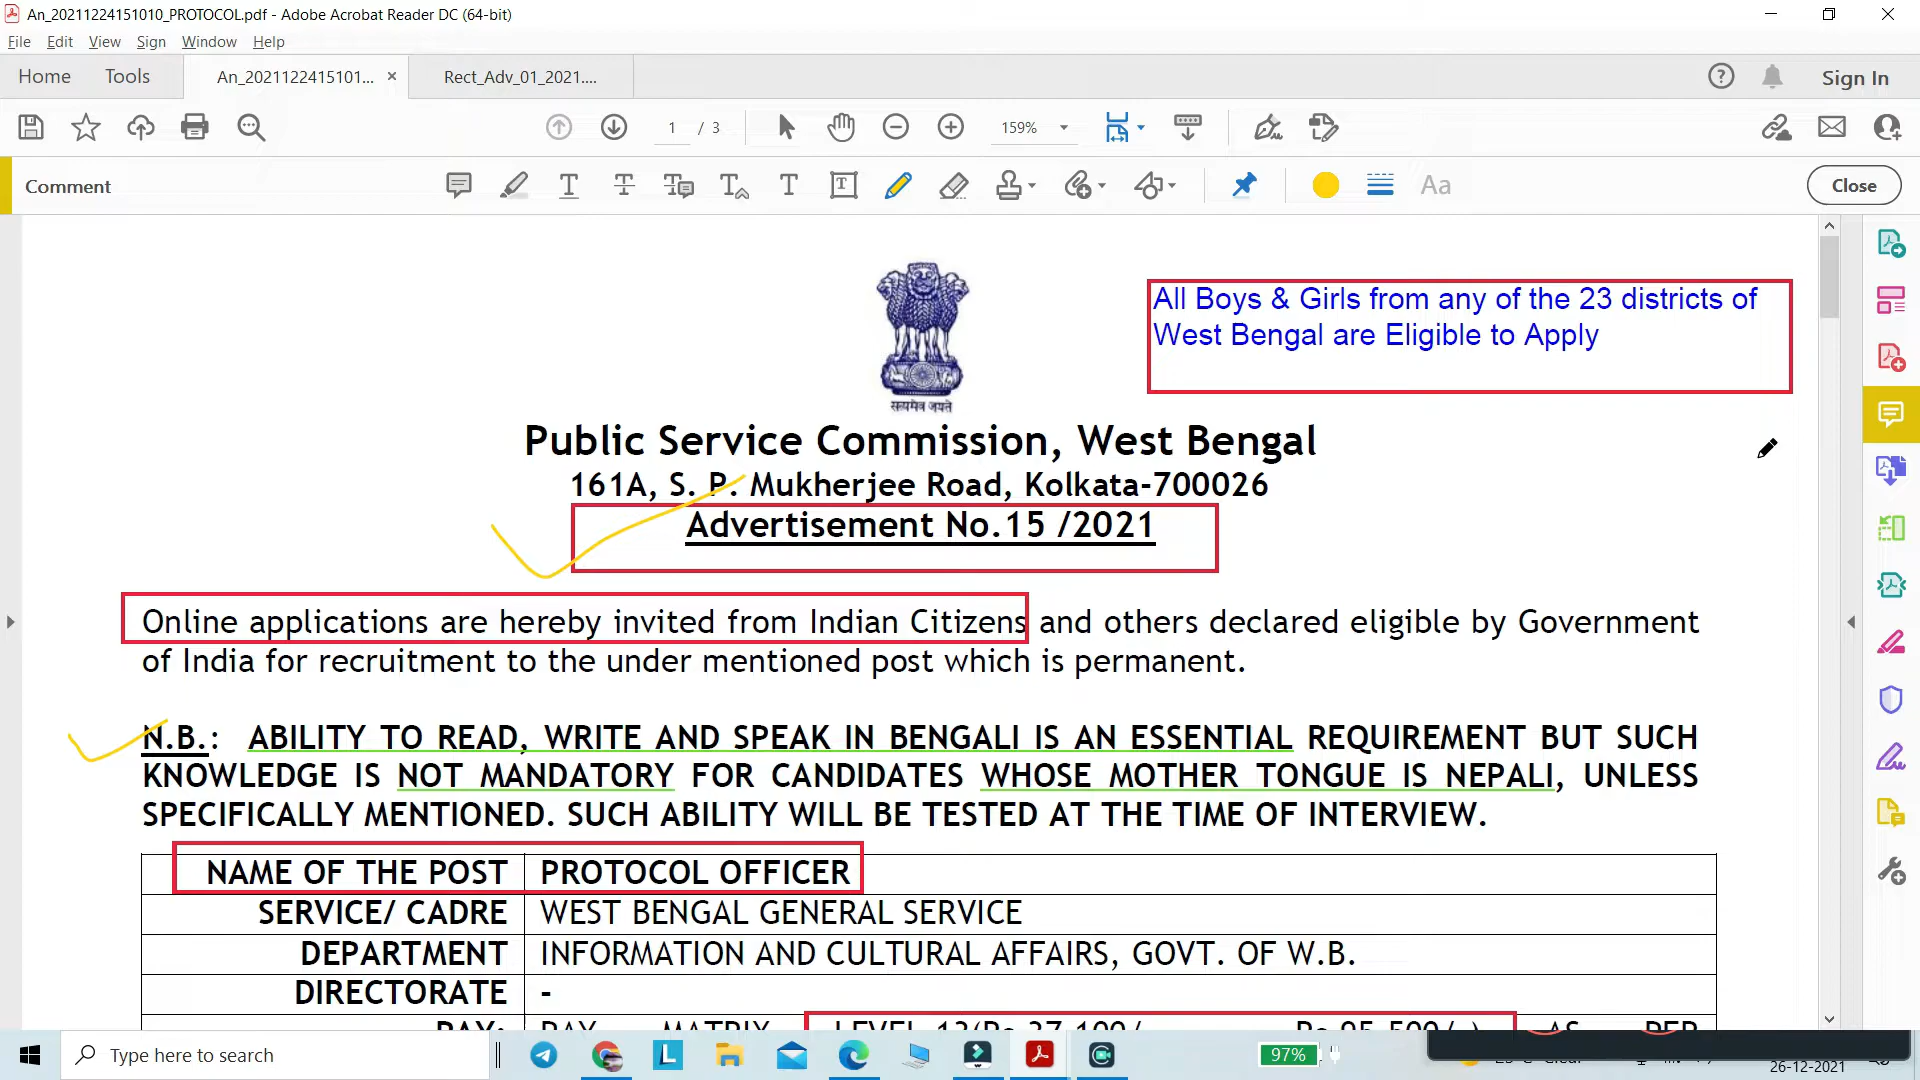 An_20211224151010_PROTOCOL.pdf - Adobe Acrobat Reader DC (64-bit)
File Edit View Sign Window Help
Home Tools An_2021122415101... × Rect_Adv_01_2021.... Sign In
1 / 3 159%
Comment Close
All Boys & Girls from any of the 23 districts of
West Bengal are Eligible to Apply
सत्यमेव जयते
Public Service Commission, West Bengal
161A, S. P. Mukherjee Road, Kolkata-700026
Advertisement No.15 /2021
Online applications are hereby invited from Indian Citizens and others declared eligible by Government
of India for recruitment to the under mentioned post which is permanent.
N.B.: ABILITY TO READ, WRITE AND SPEAK IN BENGALI IS AN ESSENTIAL REQUIREMENT BUT SUCH
KNOWLEDGE IS NOT MANDATORY FOR CANDIDATES WHOSE MOTHER TONGUE IS NEPALI, UNLESS
SPECIFICALLY MENTIONED. SUCH ABILITY WILL BE TESTED AT THE TIME OF INTERVIEW.
NAME OF THE POST PROTOCOL OFFICER
SERVICE/ CADRE WEST BENGAL GENERAL SERVICE
DEPARTMENT INFORMATION AND CULTURAL AFFAIRS, GOVT. OF W.B.
DIRECTORATE -
PAY: PAY MATRIX LEVEL AS PER
Type here to search 97%
26-12-2021